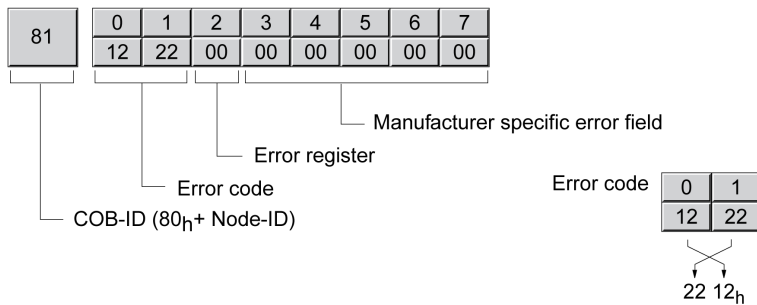 81
0 1 2 3 4 5 6 7
12 22 00 00 00 00 00 00
Manufacturer specific error field
Error register
Error code
COB-ID (80h+ Node-ID)
Error code
0 1
12 22
22 12h